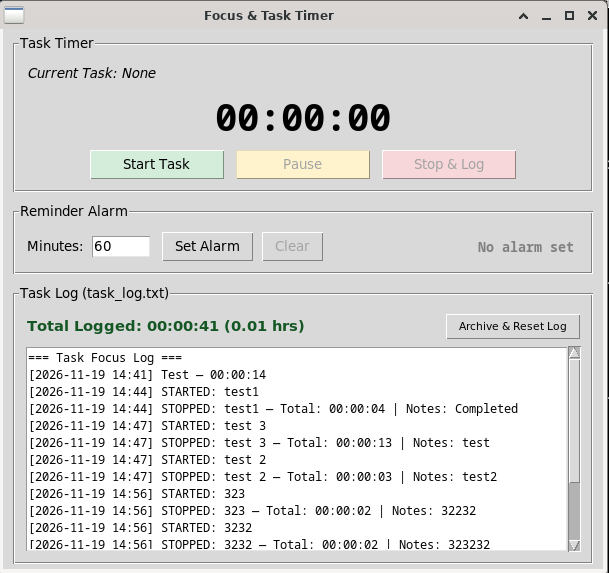 Focus & Task Timer
Task Timer
Current Task: None
00:00:00
Start Task Pause Stop & Log
Reminder Alarm
Minutes: 60 Set Alarm Clear No alarm set
Task Log (task_log.txt)
Total Logged: 00:00:41 (0.01 hrs) Archive & Reset Log
=== Task Focus Log ===
[2026-11-19 14:41] Test — 00:00:14
[2026-11-19 14:44] STARTED: test1
[2026-11-19 14:44] STOPPED: test1 — Total: 00:00:04 | Notes: Completed
[2026-11-19 14:47] STARTED: test 3
[2026-11-19 14:47] STOPPED: test 3 — Total: 00:00:13 | Notes: test
[2026-11-19 14:47] STARTED: test 2
[2026-11-19 14:47] STOPPED: test 2 — Total: 00:00:03 | Notes: test2
[2026-11-19 14:56] STARTED: 323
[2026-11-19 14:56] STOPPED: 323 — Total: 00:00:02 | Notes: 32232
[2026-11-19 14:56] STARTED: 3232
[2026-11-19 14:56] STOPPED: 3232 — Total: 00:00:02 | Notes: 323232